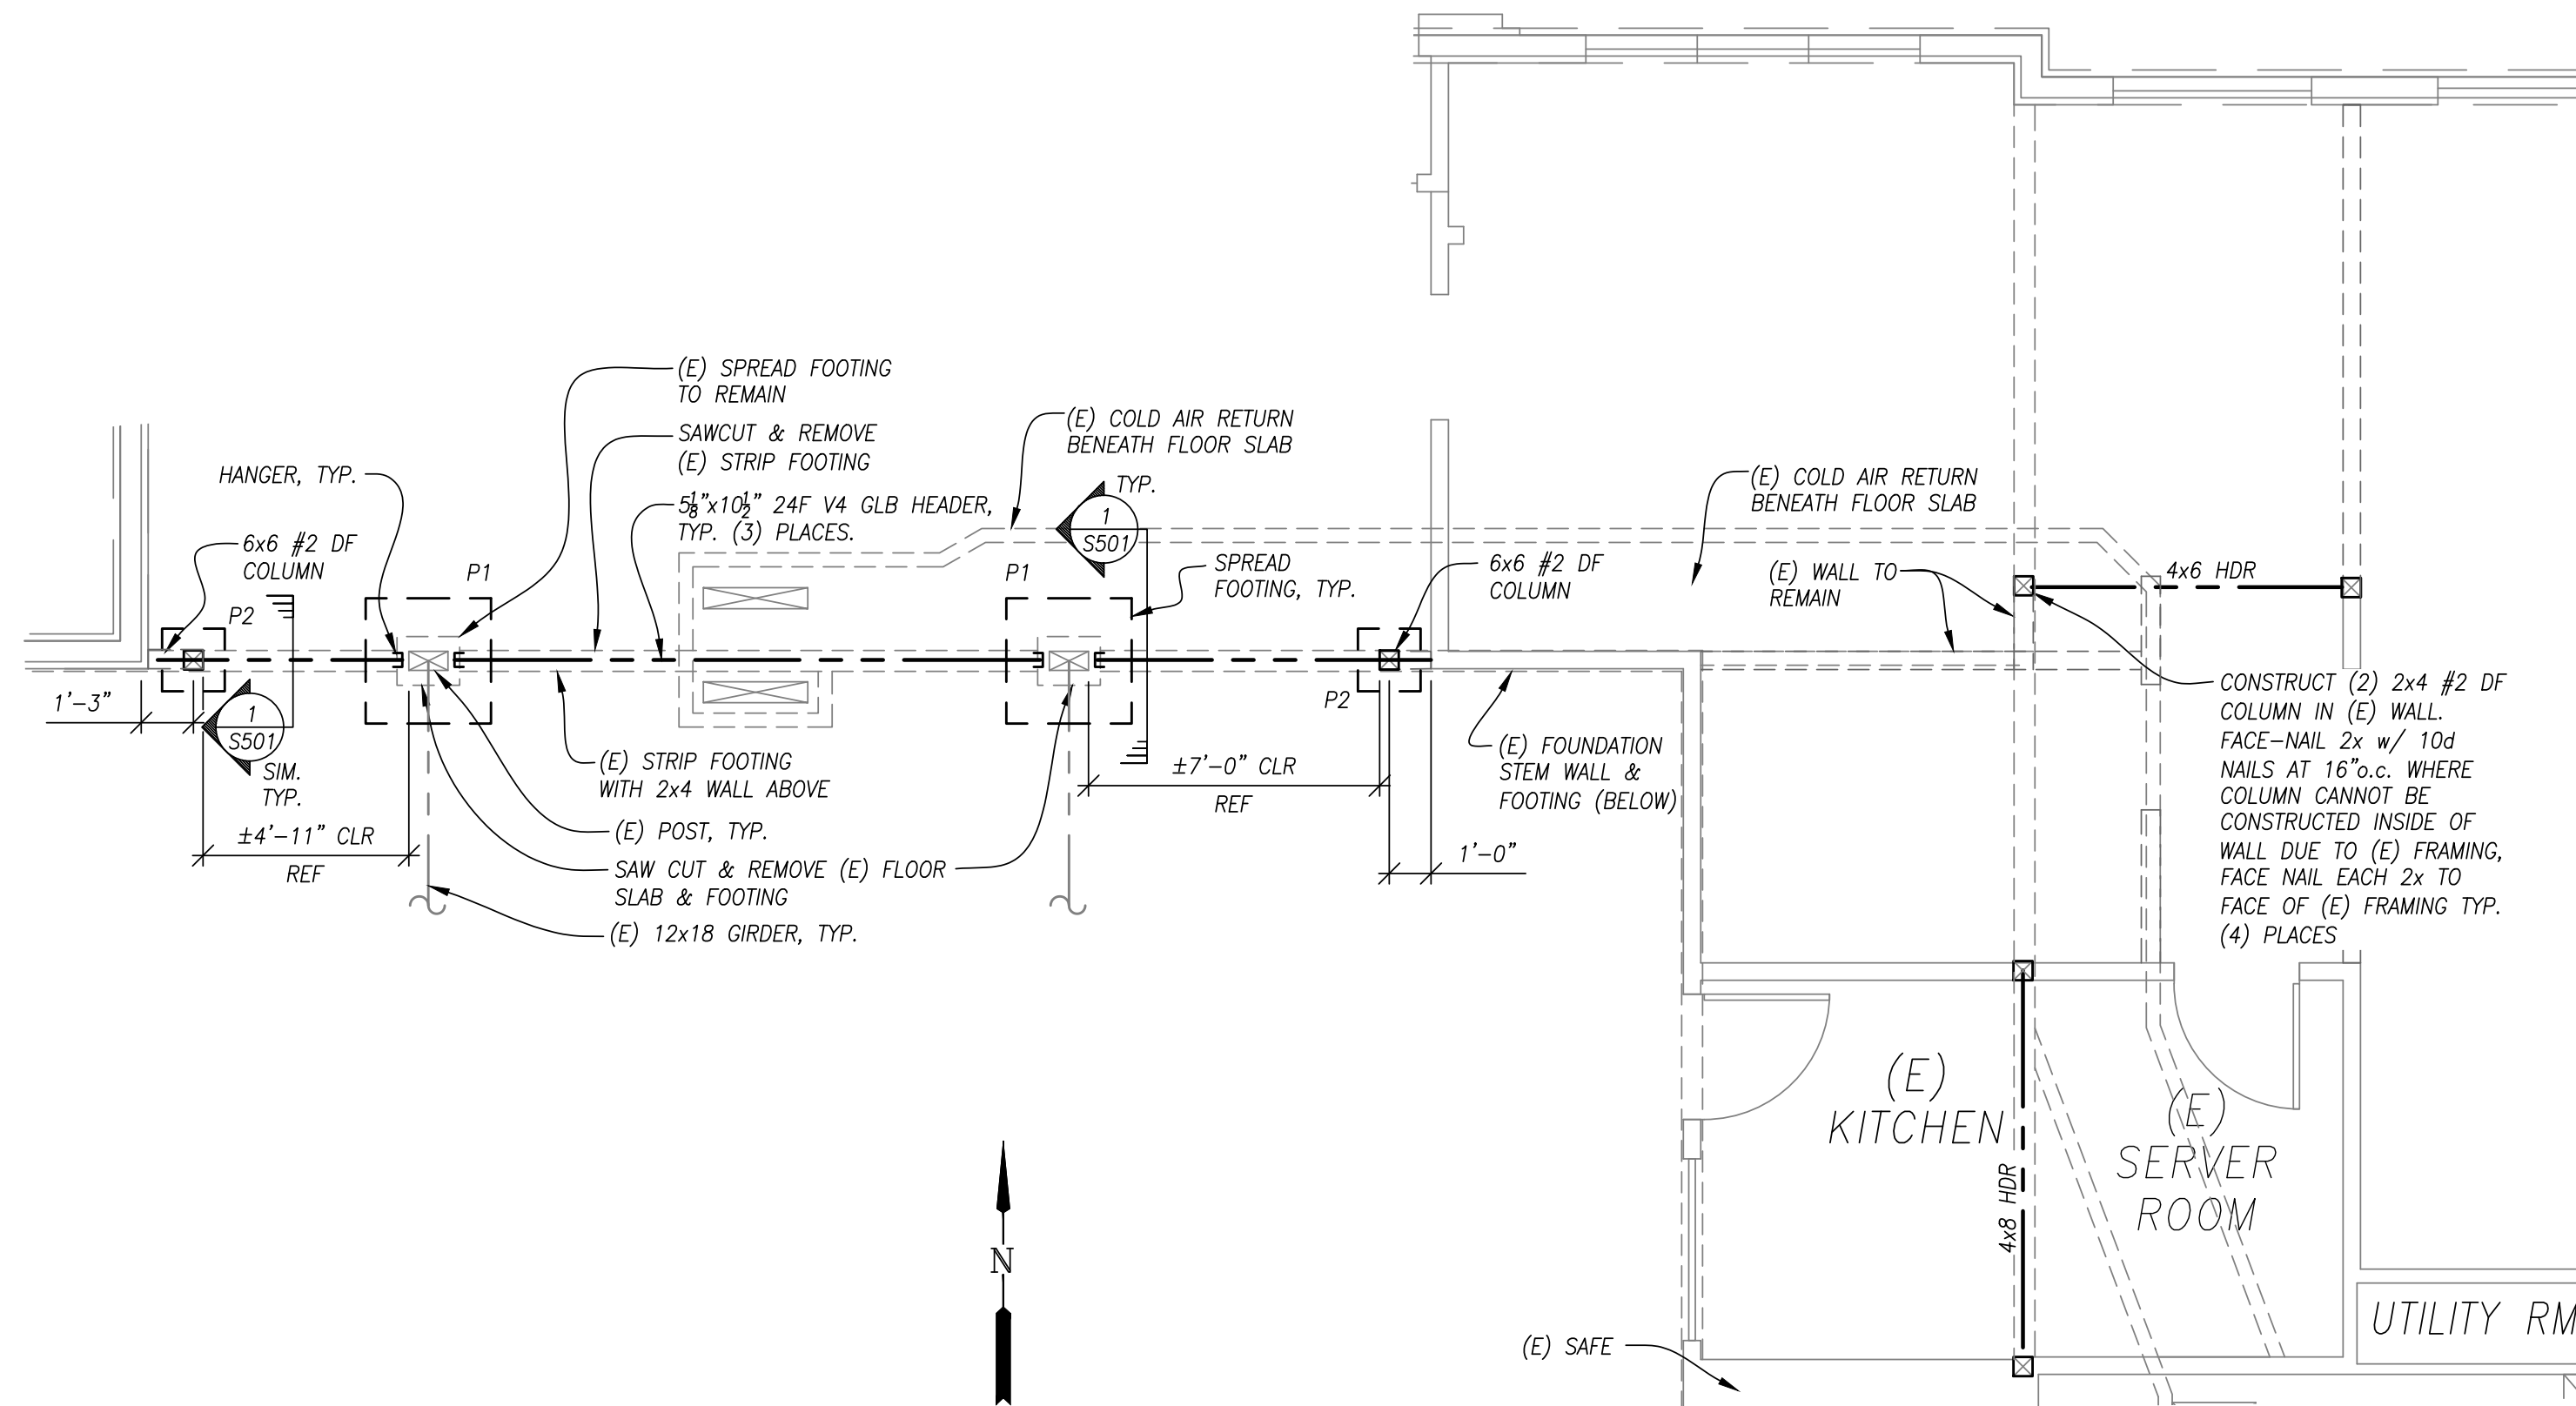 (E) SPREAD FOOTING
TO REMAIN
SAWCUT & REMOVE
(E) STRIP FOOTING
5 1/8"x10 1/2" 24F V4 GLB HEADER,
TYP. (3) PLACES.
(E) COLD AIR RETURN
BENEATH FLOOR SLAB
HANGER, TYP.
6x6 #2 DF
COLUMN
P2
P1
TYP.
1
S501
P1
SPREAD
FOOTING, TYP.
6x6 #2 DF
COLUMN
P2
(E) COLD AIR RETURN
BENEATH FLOOR SLAB
(E) WALL TO
REMAIN
4x6 HDR
1'-3"
1
S501
SIM.
TYP.
±4'-11" CLR
REF
(E) STRIP FOOTING
WITH 2x4 WALL ABOVE
(E) POST, TYP.
SAW CUT & REMOVE (E) FLOOR
SLAB & FOOTING
(E) 12x18 GIRDER, TYP.
±7'-0" CLR
REF
1'-0"
(E) FOUNDATION
STEM WALL &
FOOTING (BELOW)
CONSTRUCT (2) 2x4 #2 DF
COLUMN IN (E) WALL.
FACE-NAIL 2x w/ 10d
NAILS AT 16"o.c. WHERE
COLUMN CANNOT BE
CONSTRUCTED INSIDE OF
WALL DUE TO (E) FRAMING,
FACE NAIL EACH 2x TO
FACE OF (E) FRAMING TYP.
(4) PLACES
(E)
KITCHEN
4x8 HDR
(E)
SERVER
ROOM
UTILITY RM
(E) SAFE
N